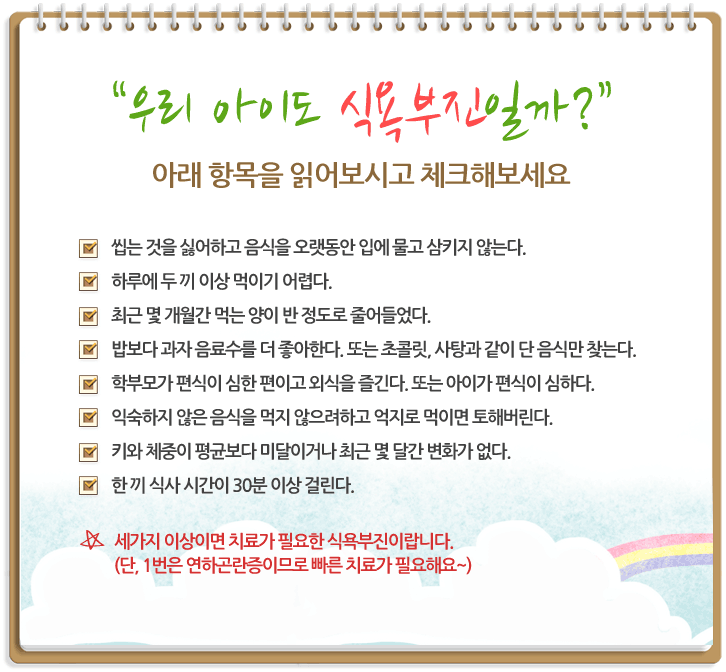 “우리 아이도 식욕부진일까?”
아래 항목을 읽어보시고 체크해보세요
씹는 것을 싫어하고 음식을 오랫동안 입에 물고 삼키지 않는다.
하루에 두 끼 이상 먹이기 어렵다.
최근 몇 개월간 먹는 양이 반 정도로 줄어들었다.
밥보다 과자 음료수를 더 좋아한다. 또는 초콜릿, 사탕과 같이 단 음식만 찾는다.
학부모가 편식이 심한 편이고 외식을 즐긴다. 또는 아이가 편식이 심하다.
익숙하지 않은 음식을 먹지 않으려하고 억지로 먹이면 토해버린다.
키와 체중이 평균보다 미달이거나 최근 몇 달간 변화가 없다.
한 끼 식사 시간이 30분 이상 걸린다.
세가지 이상이면 치료가 필요한 식욕부진이랍니다.
(단, 1번은 연하곤란증이므로 빠른 치료가 필요해요~)